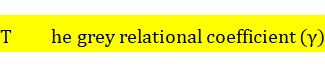 T he grey relational coefficient (γ)